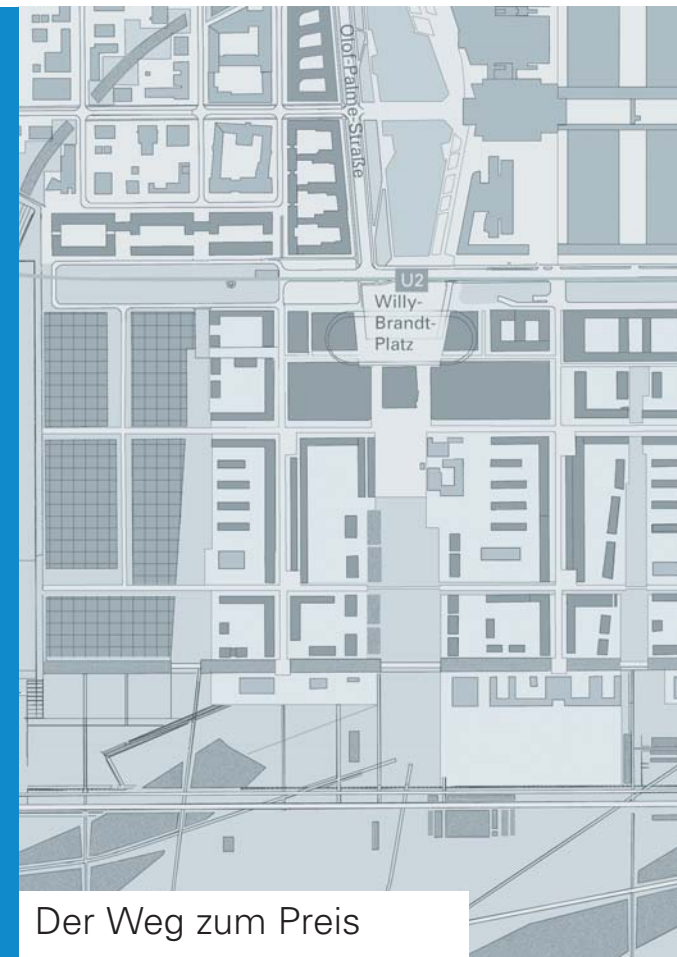 Olof-Palme-Straße
U2
Willy-
Brandt-
Platz
Der Weg zum Preis